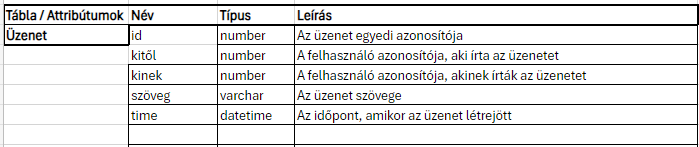 Tábla / Attribútumok Név Típus Leírás
Üzenet id number Az üzenet egyedi azonosítója
kitől number A felhasználó azonosítója, aki írta az üzenetet
kinek number A felhasználó azonosítója, akinek írták az üzenetet
szöveg varchar Az üzenet szövege
time datetime Az időpont, amikor az üzenet létrejött